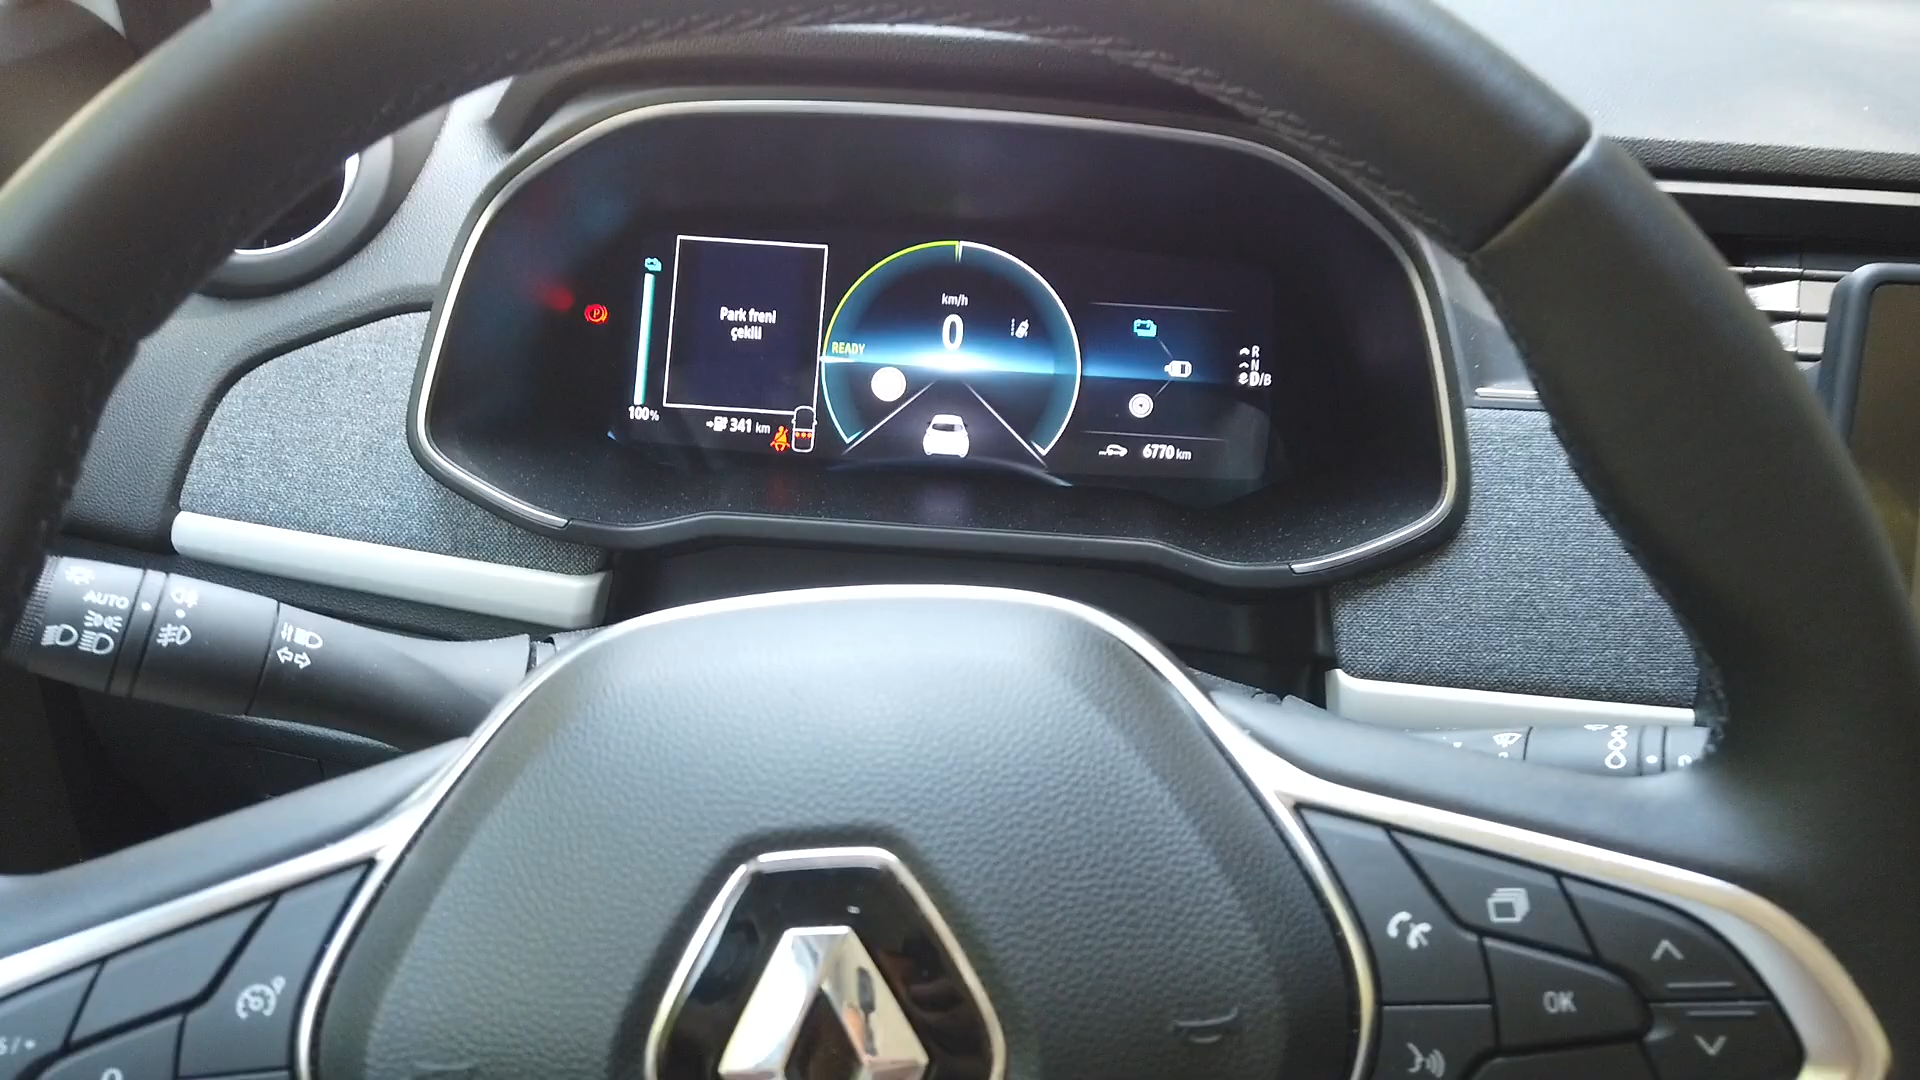 km/h
0
Park freni
çekili
READY
R
N
D/B
100%
341 km
6770 km
P
AUTO
OK